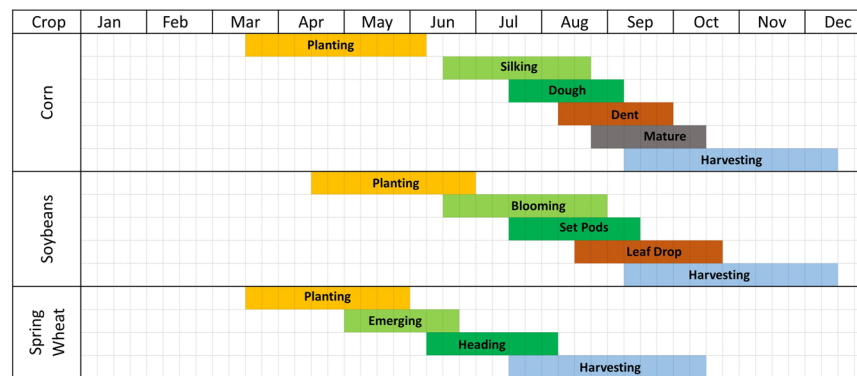 Crop Jan Feb Mar Apr May Jun Jul Aug Sep Oct Nov Dec
Corn
Planting
Silking
Dough
Dent
Mature
Harvesting
Soybeans
Planting
Blooming
Set Pods
Leaf Drop
Harvesting
Spring
Wheat
Planting
Emerging
Heading
Harvesting